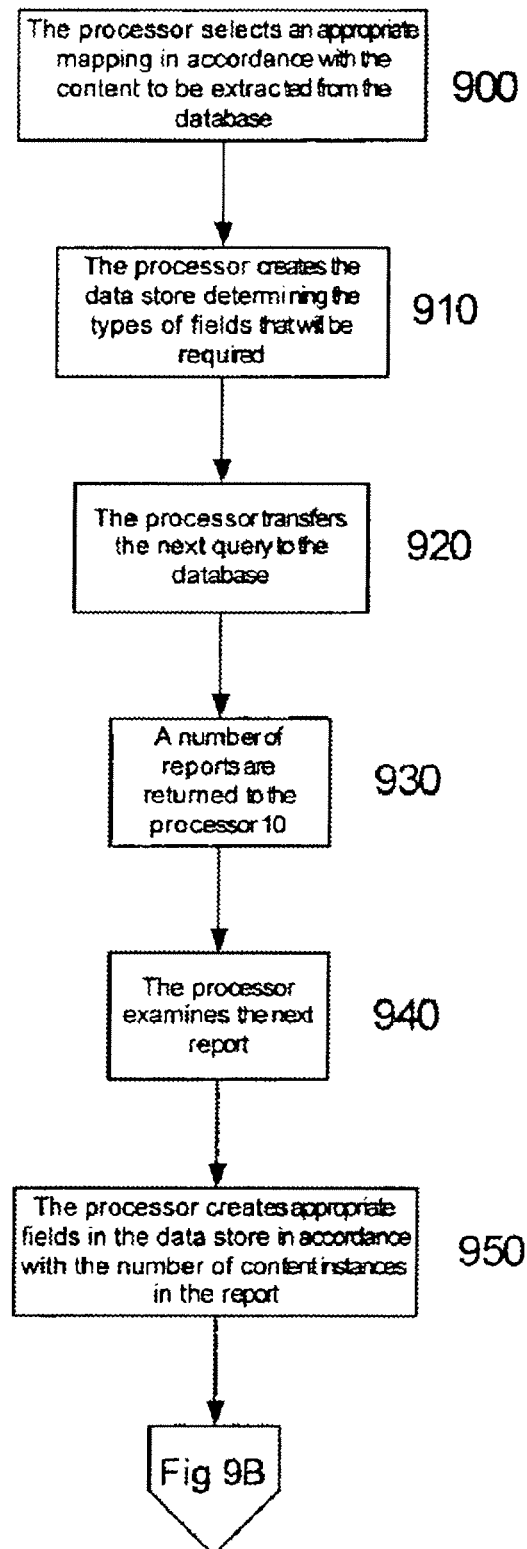 The processor selects an appropriate
mapping in accordance with the
content to be extracted from the
database
900
The processor creates the
data store determining the
types of fields that will be
required
910
The processor transfers
the next query to the
database
920
A number of
reports are
returned to the
processor 10
930
The processor
examines the next
report
940
The processor creates appropriate
fields in the data store in accordance
with the number of content instances
in the report
950
Fig 9B